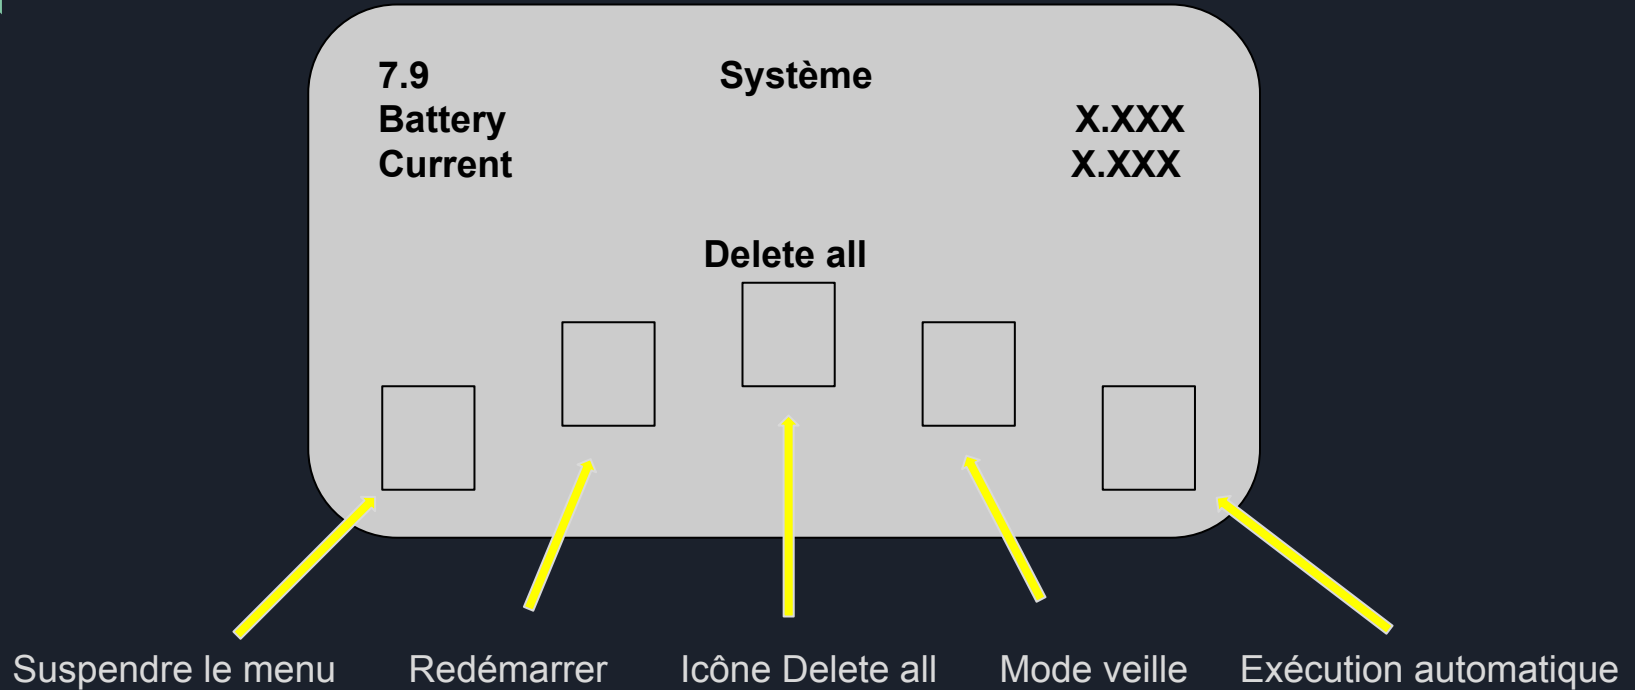 7.9 Système
Battery X.XXX
Current X.XXX
Delete all
Suspendre le menu Redémarrer Icône Delete all Mode veille Exécution automatique